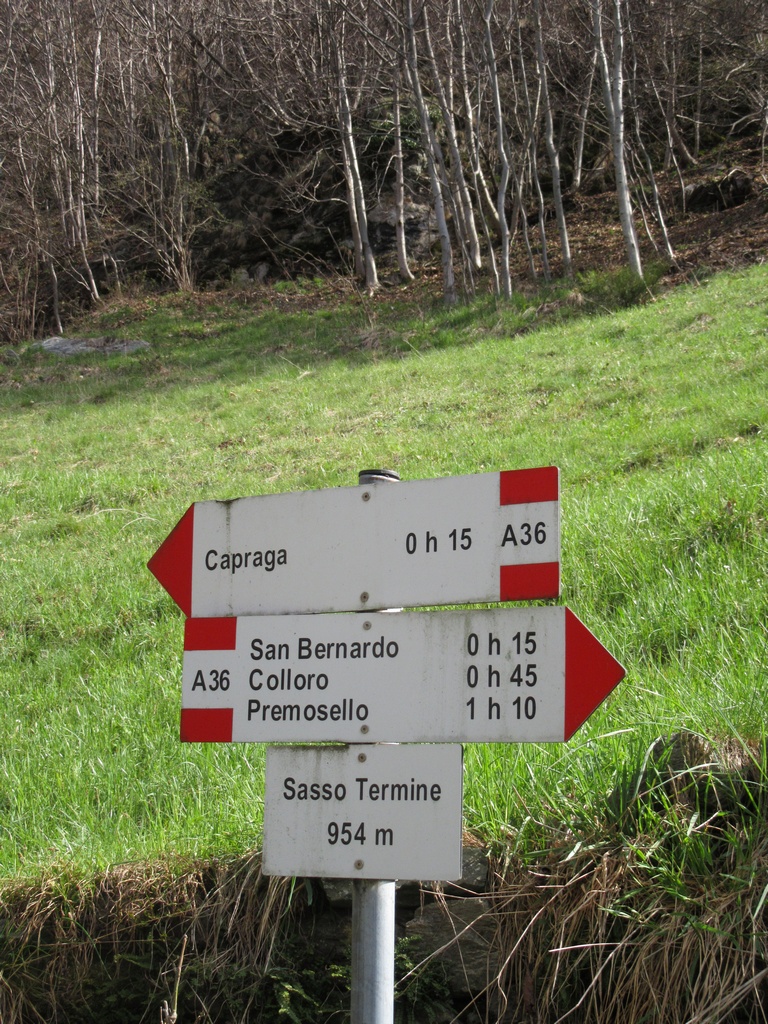 Capraga 0 h 15 A36
San Bernardo 0 h 15
A36 Colloro 0 h 45
Premosello 1 h 10
Sasso Termine
954 m